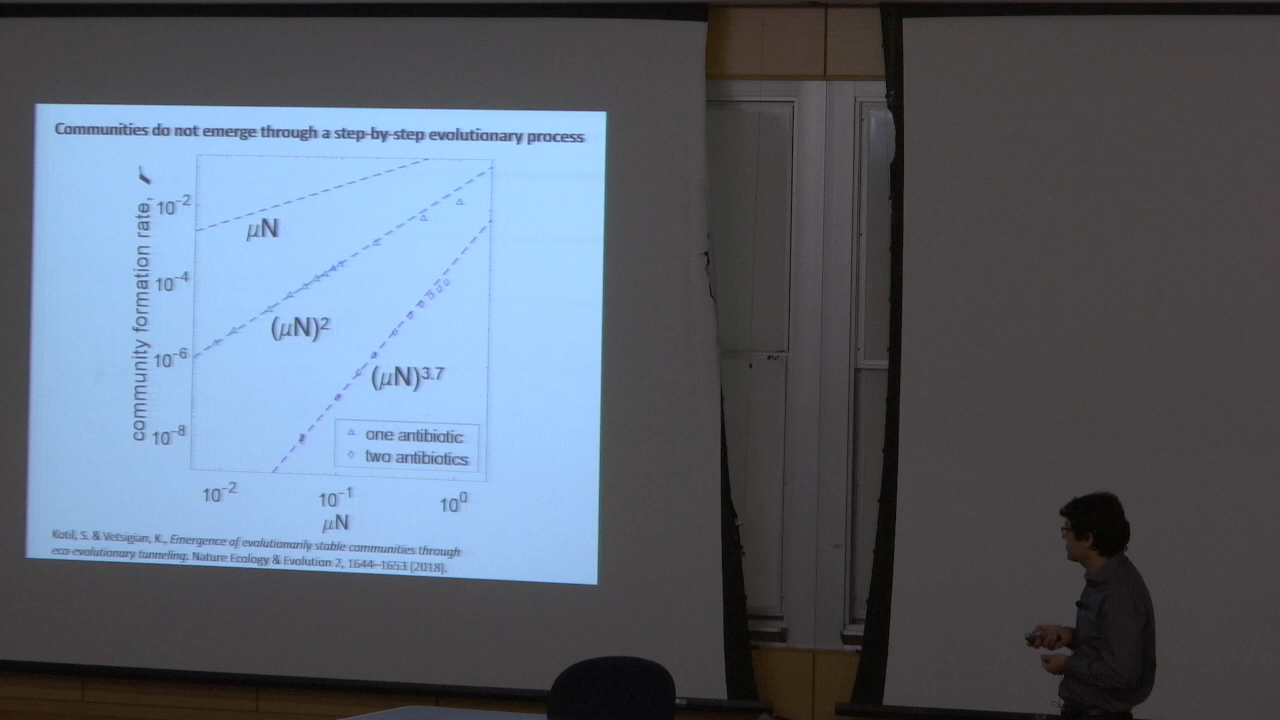 Communities do not emerge through a step-by-step evolutionary process
community formation rate, r
10⁻²
10⁻⁴
10⁻⁶
10⁻⁸
μN
(μN)²
(μN)³·⁷
one antibiotic
two antibiotics
10⁻²
10⁻¹
10⁰
μN
Kotil, S. & Vetsigian, K., Emergence of evolutionarily stable communities through
eco-evolutionary tunneling. Nature Ecology & Evolution 2, 1644–1653 (2018).